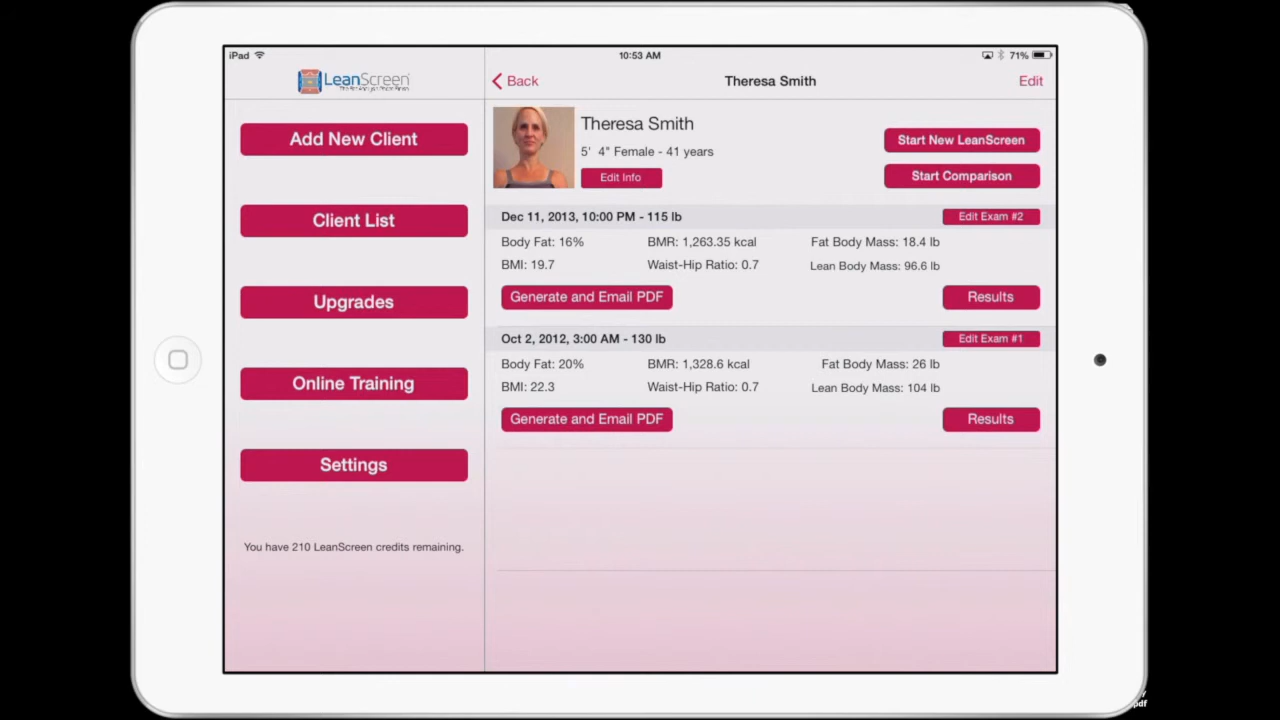 iPad
10:53 AM
71%
LeanScreen
Back
Theresa Smith
Edit
Add New Client
Client List
Upgrades
Online Training
Settings
You have 210 LeanScreen credits remaining.
Theresa Smith
5' 4" Female - 41 years
Edit Info
Start New LeanScreen
Start Comparison
Dec 11, 2013, 10:00 PM - 115 lb
Edit Exam #2
Body Fat: 16% BMR: 1,263.35 kcal Fat Body Mass: 18.4 lb
BMI: 19.7 Waist-Hip Ratio: 0.7 Lean Body Mass: 96.6 lb
Generate and Email PDF
Results
Oct 2, 2012, 3:00 AM - 130 lb
Edit Exam #1
Body Fat: 20% BMR: 1,328.6 kcal Fat Body Mass: 26 lb
BMI: 22.3 Waist-Hip Ratio: 0.7 Lean Body Mass: 104 lb
Generate and Email PDF
Results
pdf